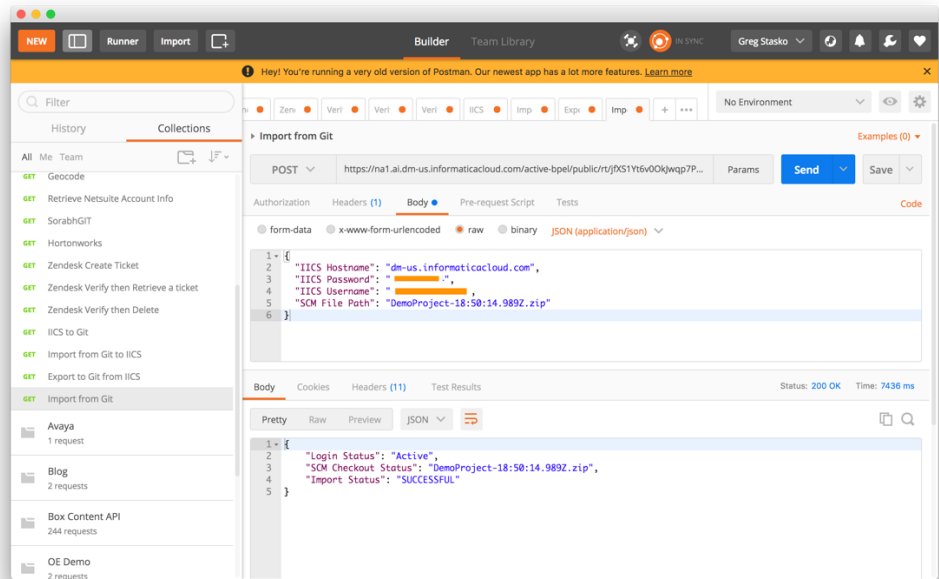 NEW Runner Import Builder Team Library IN SYNC Greg Stasko
Hey! You're running a very old version of Postman. Our newest app has a lot more features. Learn more
Filter
History Collections
All Me Team
GET Geocode
GET Retrieve Netsuite Account Info
GET SorabhGIT
GET Hortonworks
GET Zendesk Create Ticket
GET Zendesk Verify then Retrieve a ticket
GET Zendesk Verify then Delete
GET IICS to Git
GET Import from Git to IICS
GET Export to Git from IICS
GET Import from Git
Avaya
1 request
Blog
2 requests
Box Content API
244 requests
OE Demo
2 requests
Zen Veri Veri Veri IICS Imp Exp Imp + ••• No Environment
Import from Git Examples (0)
POST https://na1.ai.dm-us.informaticacloud.com/active-bpel/public/rt/jfXS1Yt6v0OkJwqp7P... Params Send Save
Authorization Headers (1) Body Pre-request Script Tests Code
form-data x-www-form-urlencoded raw binary JSON (application/json)
1 {
2 "IICS Hostname": "dm-us.informaticacloud.com",
3 "IICS Password": " ",
4 "IICS Username": " ,
5 "SCM File Path": "DemoProject-18:50:14.989Z.zip"
6 }
Body Cookies Headers (11) Test Results Status: 200 OK Time: 7436 ms
Pretty Raw Preview JSON
1 {
2 "Login Status": "Active",
3 "SCM Checkout Status": "DemoProject-18:50:14.989Z.zip",
4 "Import Status": "SUCCESSFUL"
5 }